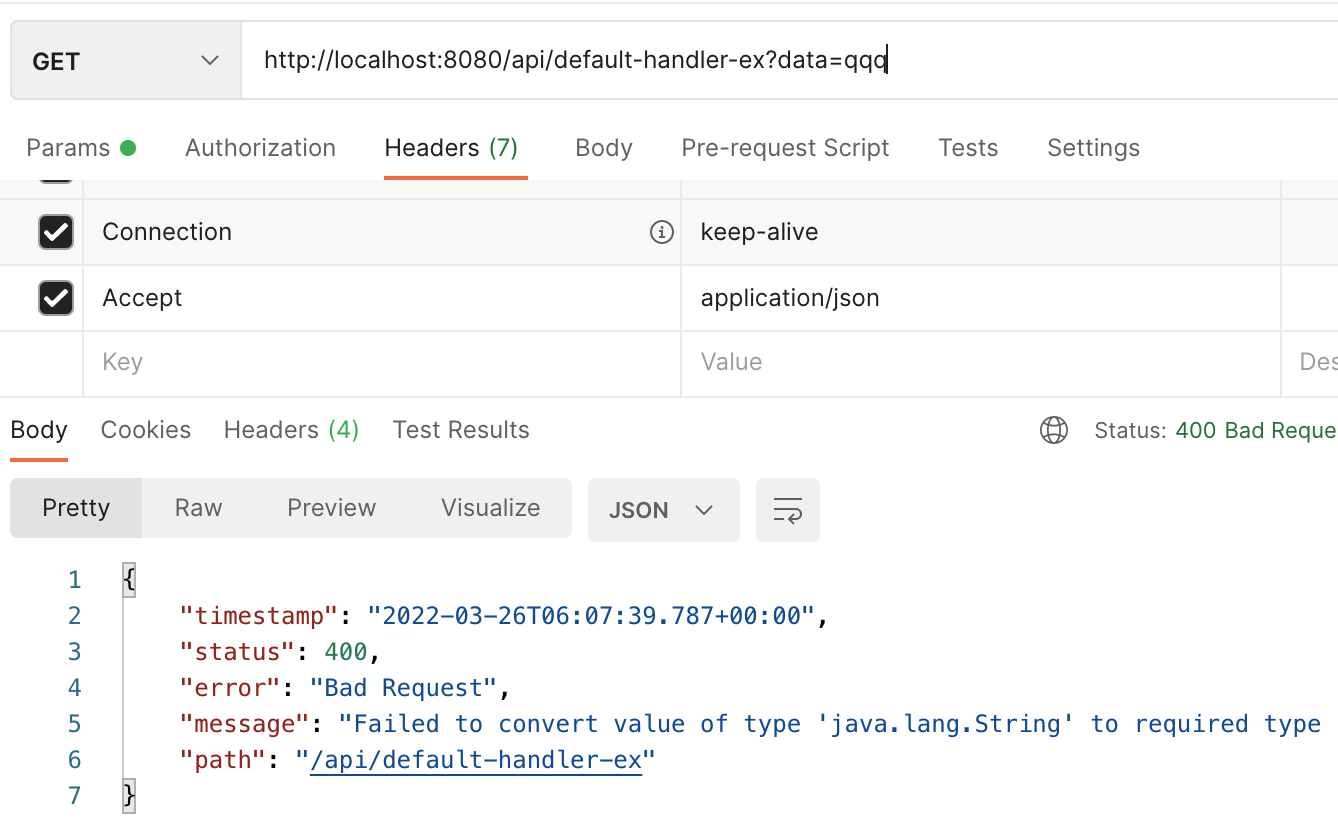 GET http://localhost:8080/api/default-handler-ex?data=qqq
Params Authorization Headers (7) Body Pre-request Script Tests Settings
Connection keep-alive
Accept application/json
Key Value Des
Body Cookies Headers (4) Test Results Status: 400 Bad Reque
Pretty Raw Preview Visualize JSON
1 {
2 "timestamp": "2022-03-26T06:07:39.787+00:00",
3 "status": 400,
4 "error": "Bad Request",
5 "message": "Failed to convert value of type 'java.lang.String' to required type
6 "path": "/api/default-handler-ex"
7 }